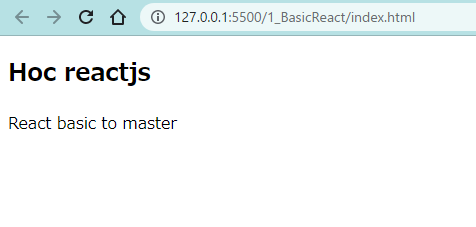 127.0.0.1:5500/1_BasicReact/index.html
Hoc reactjs
React basic to master